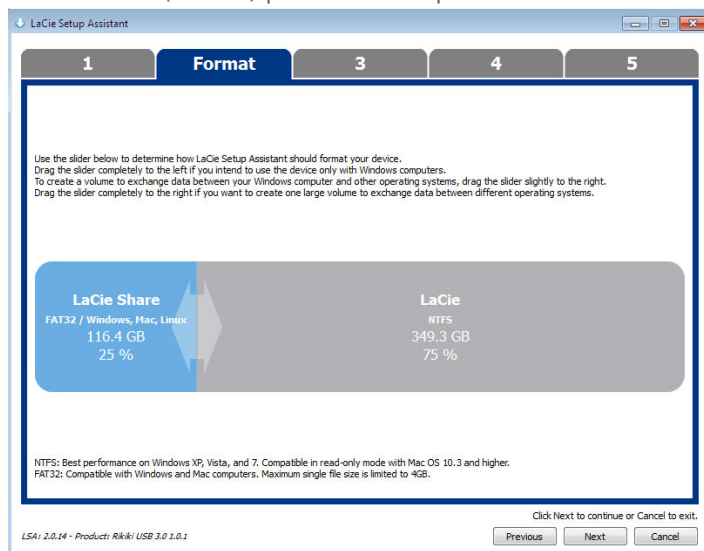 LaCie Setup Assistant
1 Format 3 4 5
Use the slider below to determine how LaCie Setup Assistant should format your device.
Drag the slider completely to the left if you intend to use the device only with Windows computers.
To create a volume to exchange data between your Windows computer and other operating systems, drag the slider slightly to the right.
Drag the slider completely to the right if you want to create one large volume to exchange data between different operating systems.
LaCie Share
FAT32 / Windows, Mac, Linux
116.4 GB
25 %
LaCie
NTFS
349.3 GB
75 %
NTFS: Best performance on Windows XP, Vista, and 7. Compatible in read-only mode with Mac OS 10.3 and higher.
FAT32: Compatible with Windows and Mac computers. Maximum single file size is limited to 4GB.
Click Next to continue or Cancel to exit.
LSA: 2.0.14 - Product: Rikiki USB 3.0 1.0.1
Previous Next Cancel